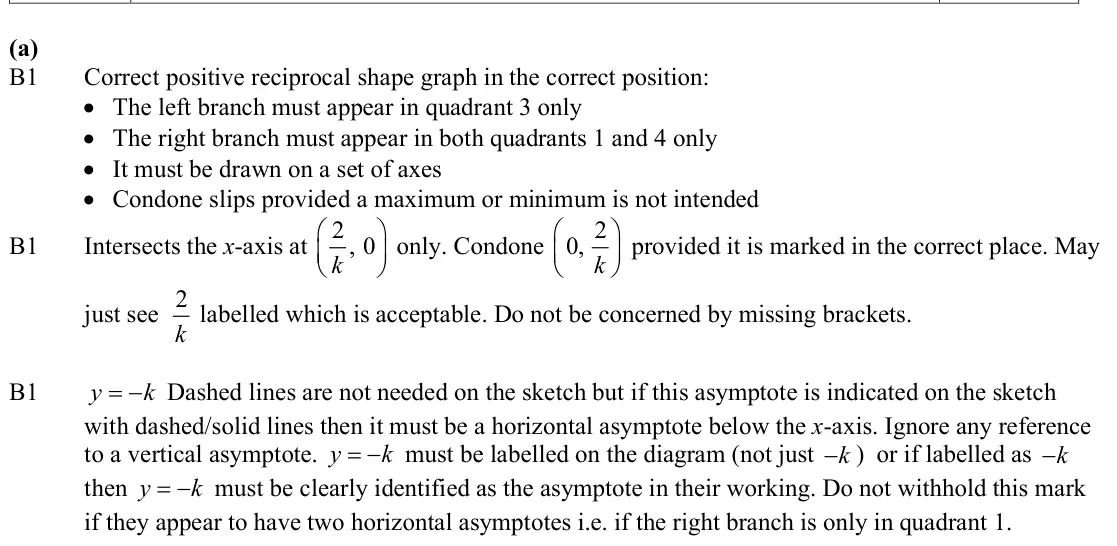 (a)
B1 Correct positive reciprocal shape graph in the correct position:
• The left branch must appear in quadrant 3 only
• The right branch must appear in both quadrants 1 and 4 only
• It must be drawn on a set of axes
• Condone slips provided a maximum or minimum is not intended
B1 Intersects the x-axis at (2/k, 0) only. Condone (0, 2/k) provided it is marked in the correct place. May
just see 2/k labelled which is acceptable. Do not be concerned by missing brackets.
B1 y = −k Dashed lines are not needed on the sketch but if this asymptote is indicated on the sketch
with dashed/solid lines then it must be a horizontal asymptote below the x-axis. Ignore any reference
to a vertical asymptote. y = −k must be labelled on the diagram (not just −k ) or if labelled as −k
then y = −k must be clearly identified as the asymptote in their working. Do not withhold this mark
if they appear to have two horizontal asymptotes i.e. if the right branch is only in quadrant 1.